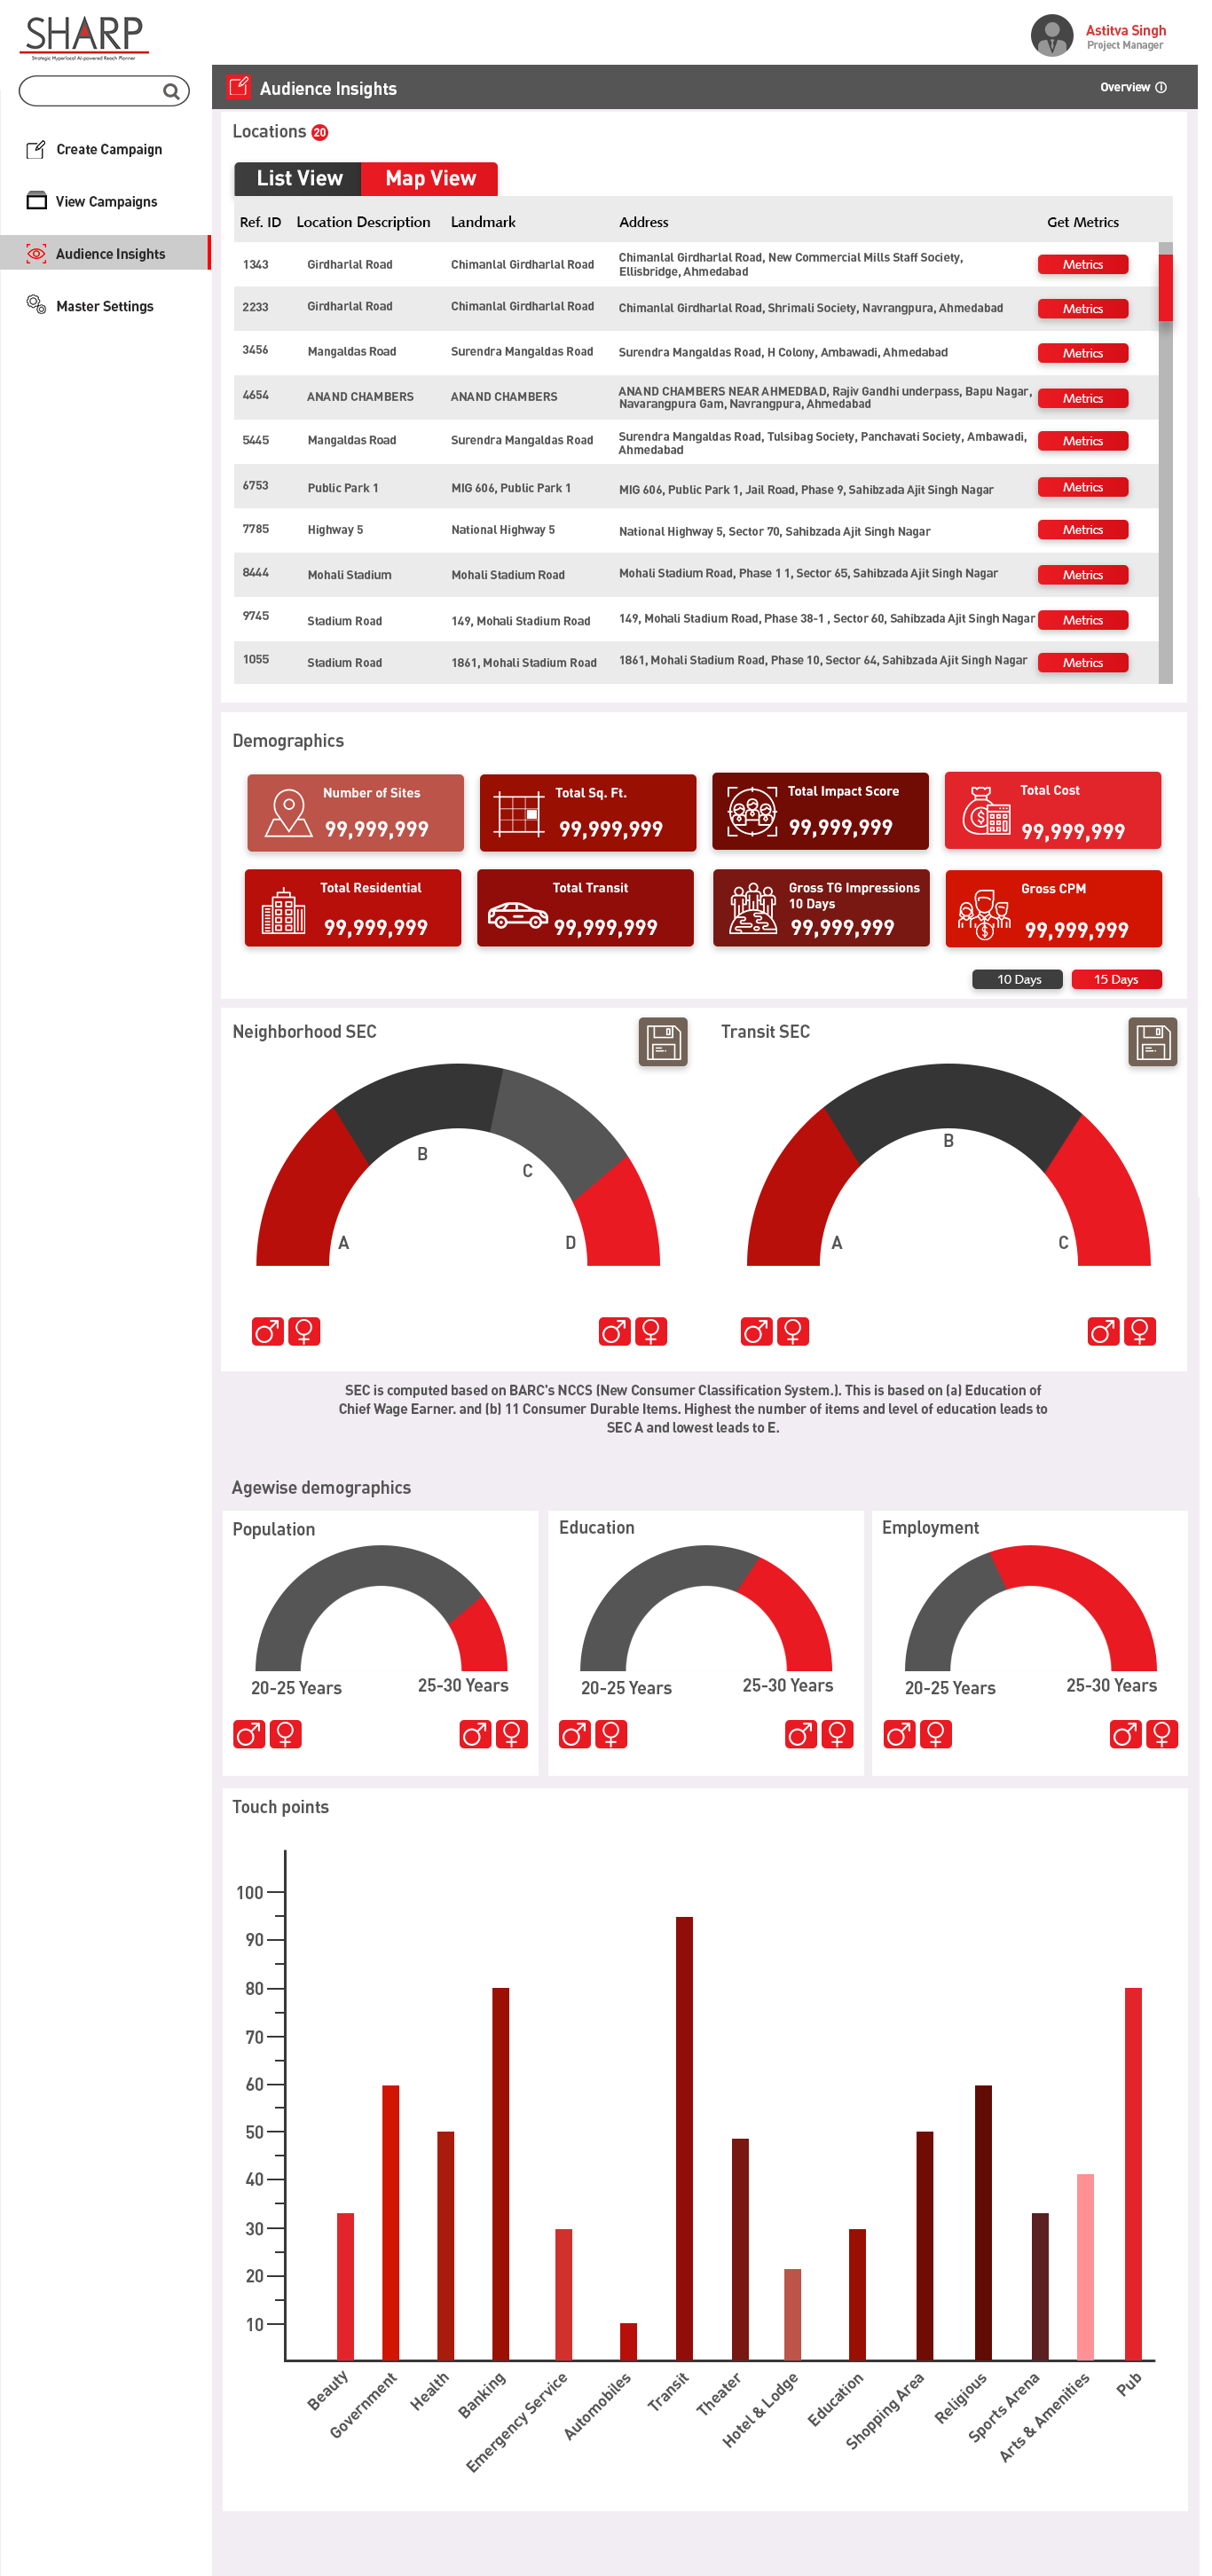 SHARP
Strategic Hyperlocal AI-powered Reach Planner
Astitva Singh
Project Manager
Audience Insights
Overview
Create Campaign
View Campaigns
Audience Insights
Master Settings
Locations 20
List View Map View
Ref. ID Location Description Landmark Address Get Metrics
1343 Girdharlal Road Chimanlal Girdharlal Road Chimanlal Girdharlal Road, New Commercial Mills Staff Society,
Ellisbridge, Ahmedabad Metrics
2233 Girdharlal Road Chimanlal Girdharlal Road Chimanlal Girdharlal Road, Shrimali Society, Navrangpura, Ahmedabad Metrics
3456 Mangaldas Road Surendra Mangaldas Road Surendra Mangaldas Road, H Colony, Ambawadi, Ahmedabad Metrics
4654 ANAND CHAMBERS ANAND CHAMBERS ANAND CHAMBERS NEAR AHMEDBAD, Rajiv Gandhi underpass, Bapu Nagar,
Navarangpura Gam, Navrangpura, Ahmedabad Metrics
5445 Mangaldas Road Surendra Mangaldas Road Surendra Mangaldas Road, Tulsibag Society, Panchavati Society, Ambawadi,
Ahmedabad Metrics
6753 Public Park 1 MIG 606, Public Park 1 MIG 606, Public Park 1, Jail Road, Phase 9, Sahibzada Ajit Singh Nagar Metrics
7785 Highway 5 National Highway 5 National Highway 5, Sector 70, Sahibzada Ajit Singh Nagar Metrics
8444 Mohali Stadium Mohali Stadium Road Mohali Stadium Road, Phase 1 1, Sector 65, Sahibzada Ajit Singh Nagar Metrics
9745 Stadium Road 149, Mohali Stadium Road 149, Mohali Stadium Road, Phase 38-1 , Sector 60, Sahibzada Ajit Singh Nagar Metrics
1055 Stadium Road 1861, Mohali Stadium Road 1861, Mohali Stadium Road, Phase 10, Sector 64, Sahibzada Ajit Singh Nagar Metrics
Demographics
Number of Sites
99,999,999
Total Sq. Ft.
99,999,999
Total Impact Score
99,999,999
Total Cost
99,999,999
Total Residential
99,999,999
Total Transit
99,999,999
Gross TG Impressions
10 Days
99,999,999
Gross CPM
99,999,999
10 Days 15 Days
Neighborhood SEC
A
B
C
D
Transit SEC
A
B
C
SEC is computed based on BARC's NCCS (New Consumer Classification System.). This is based on (a) Education of
Chief Wage Earner. and (b) 11 Consumer Durable Items. Highest the number of items and level of education leads to
SEC A and lowest leads to E.
Agewise demographics
Population
20-25 Years 25-30 Years
Education
20-25 Years 25-30 Years
Employment
20-25 Years 25-30 Years
Touch points
100
90
80
70
60
50
40
30
20
10
Beauty
Government
Health
Banking
Emergency Service
Automobiles
Transit
Theater
Hotel & Lodge
Education
Shopping Area
Religious
Sports Arena
Arts & Amenities
Pub